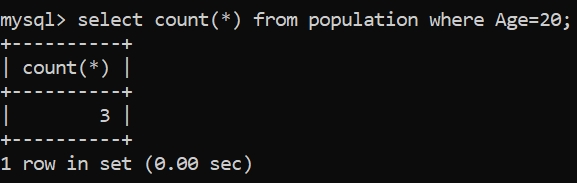 mysql> select count(*) from population where Age=20;
+----------+
| count(*) |
+----------+
|        3 |
+----------+
1 row in set (0.00 sec)